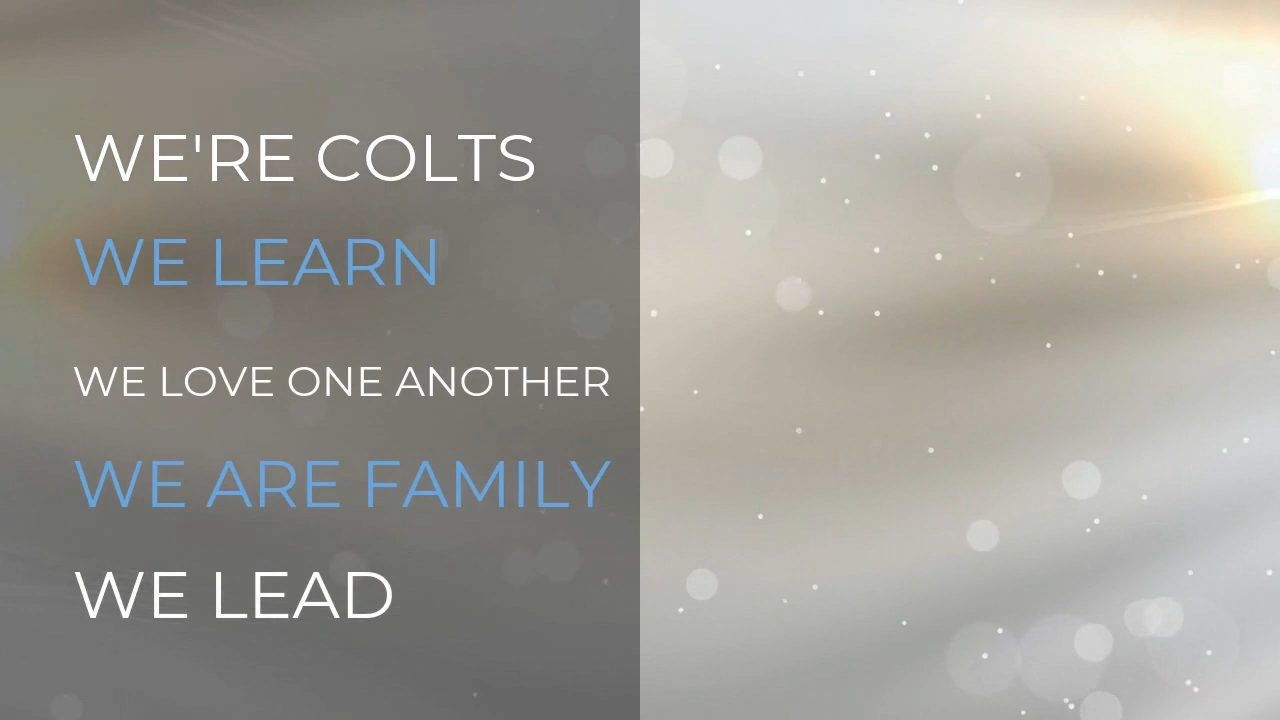 WE'RE COLTS
WE LEARN
WE LOVE ONE ANOTHER
WE ARE FAMILY
WE LEAD